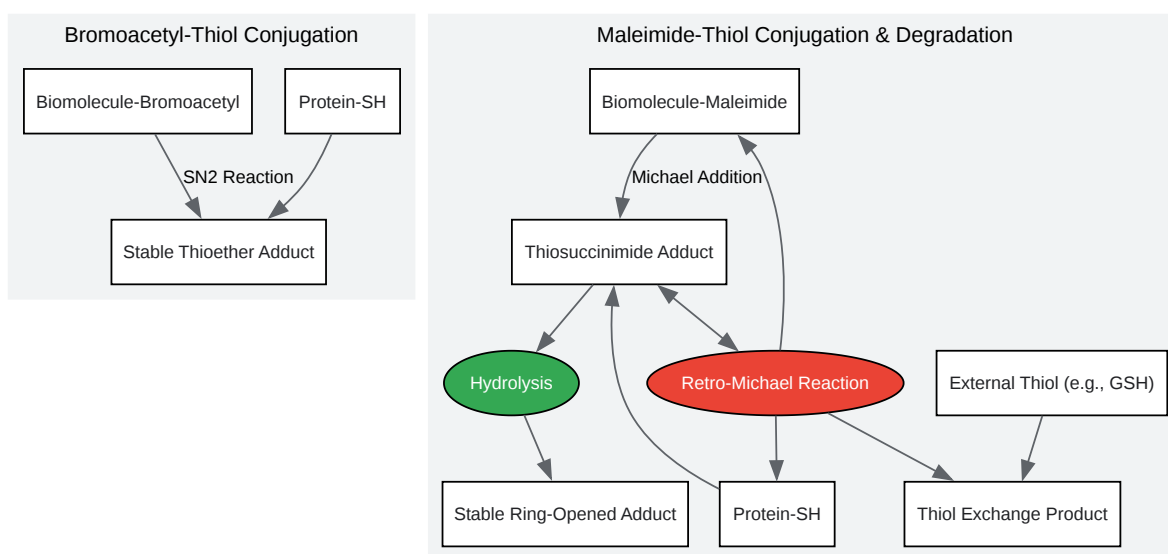 Bromoacetyl-Thiol Conjugation
Biomolecule-Bromoacetyl
Protein-SH
SN2 Reaction
Stable Thioether Adduct
Maleimide-Thiol Conjugation & Degradation
Biomolecule-Maleimide
Michael Addition
Thiosuccinimide Adduct
Hydrolysis
Retro-Michael Reaction
External Thiol (e.g., GSH)
Stable Ring-Opened Adduct
Protein-SH
Thiol Exchange Product